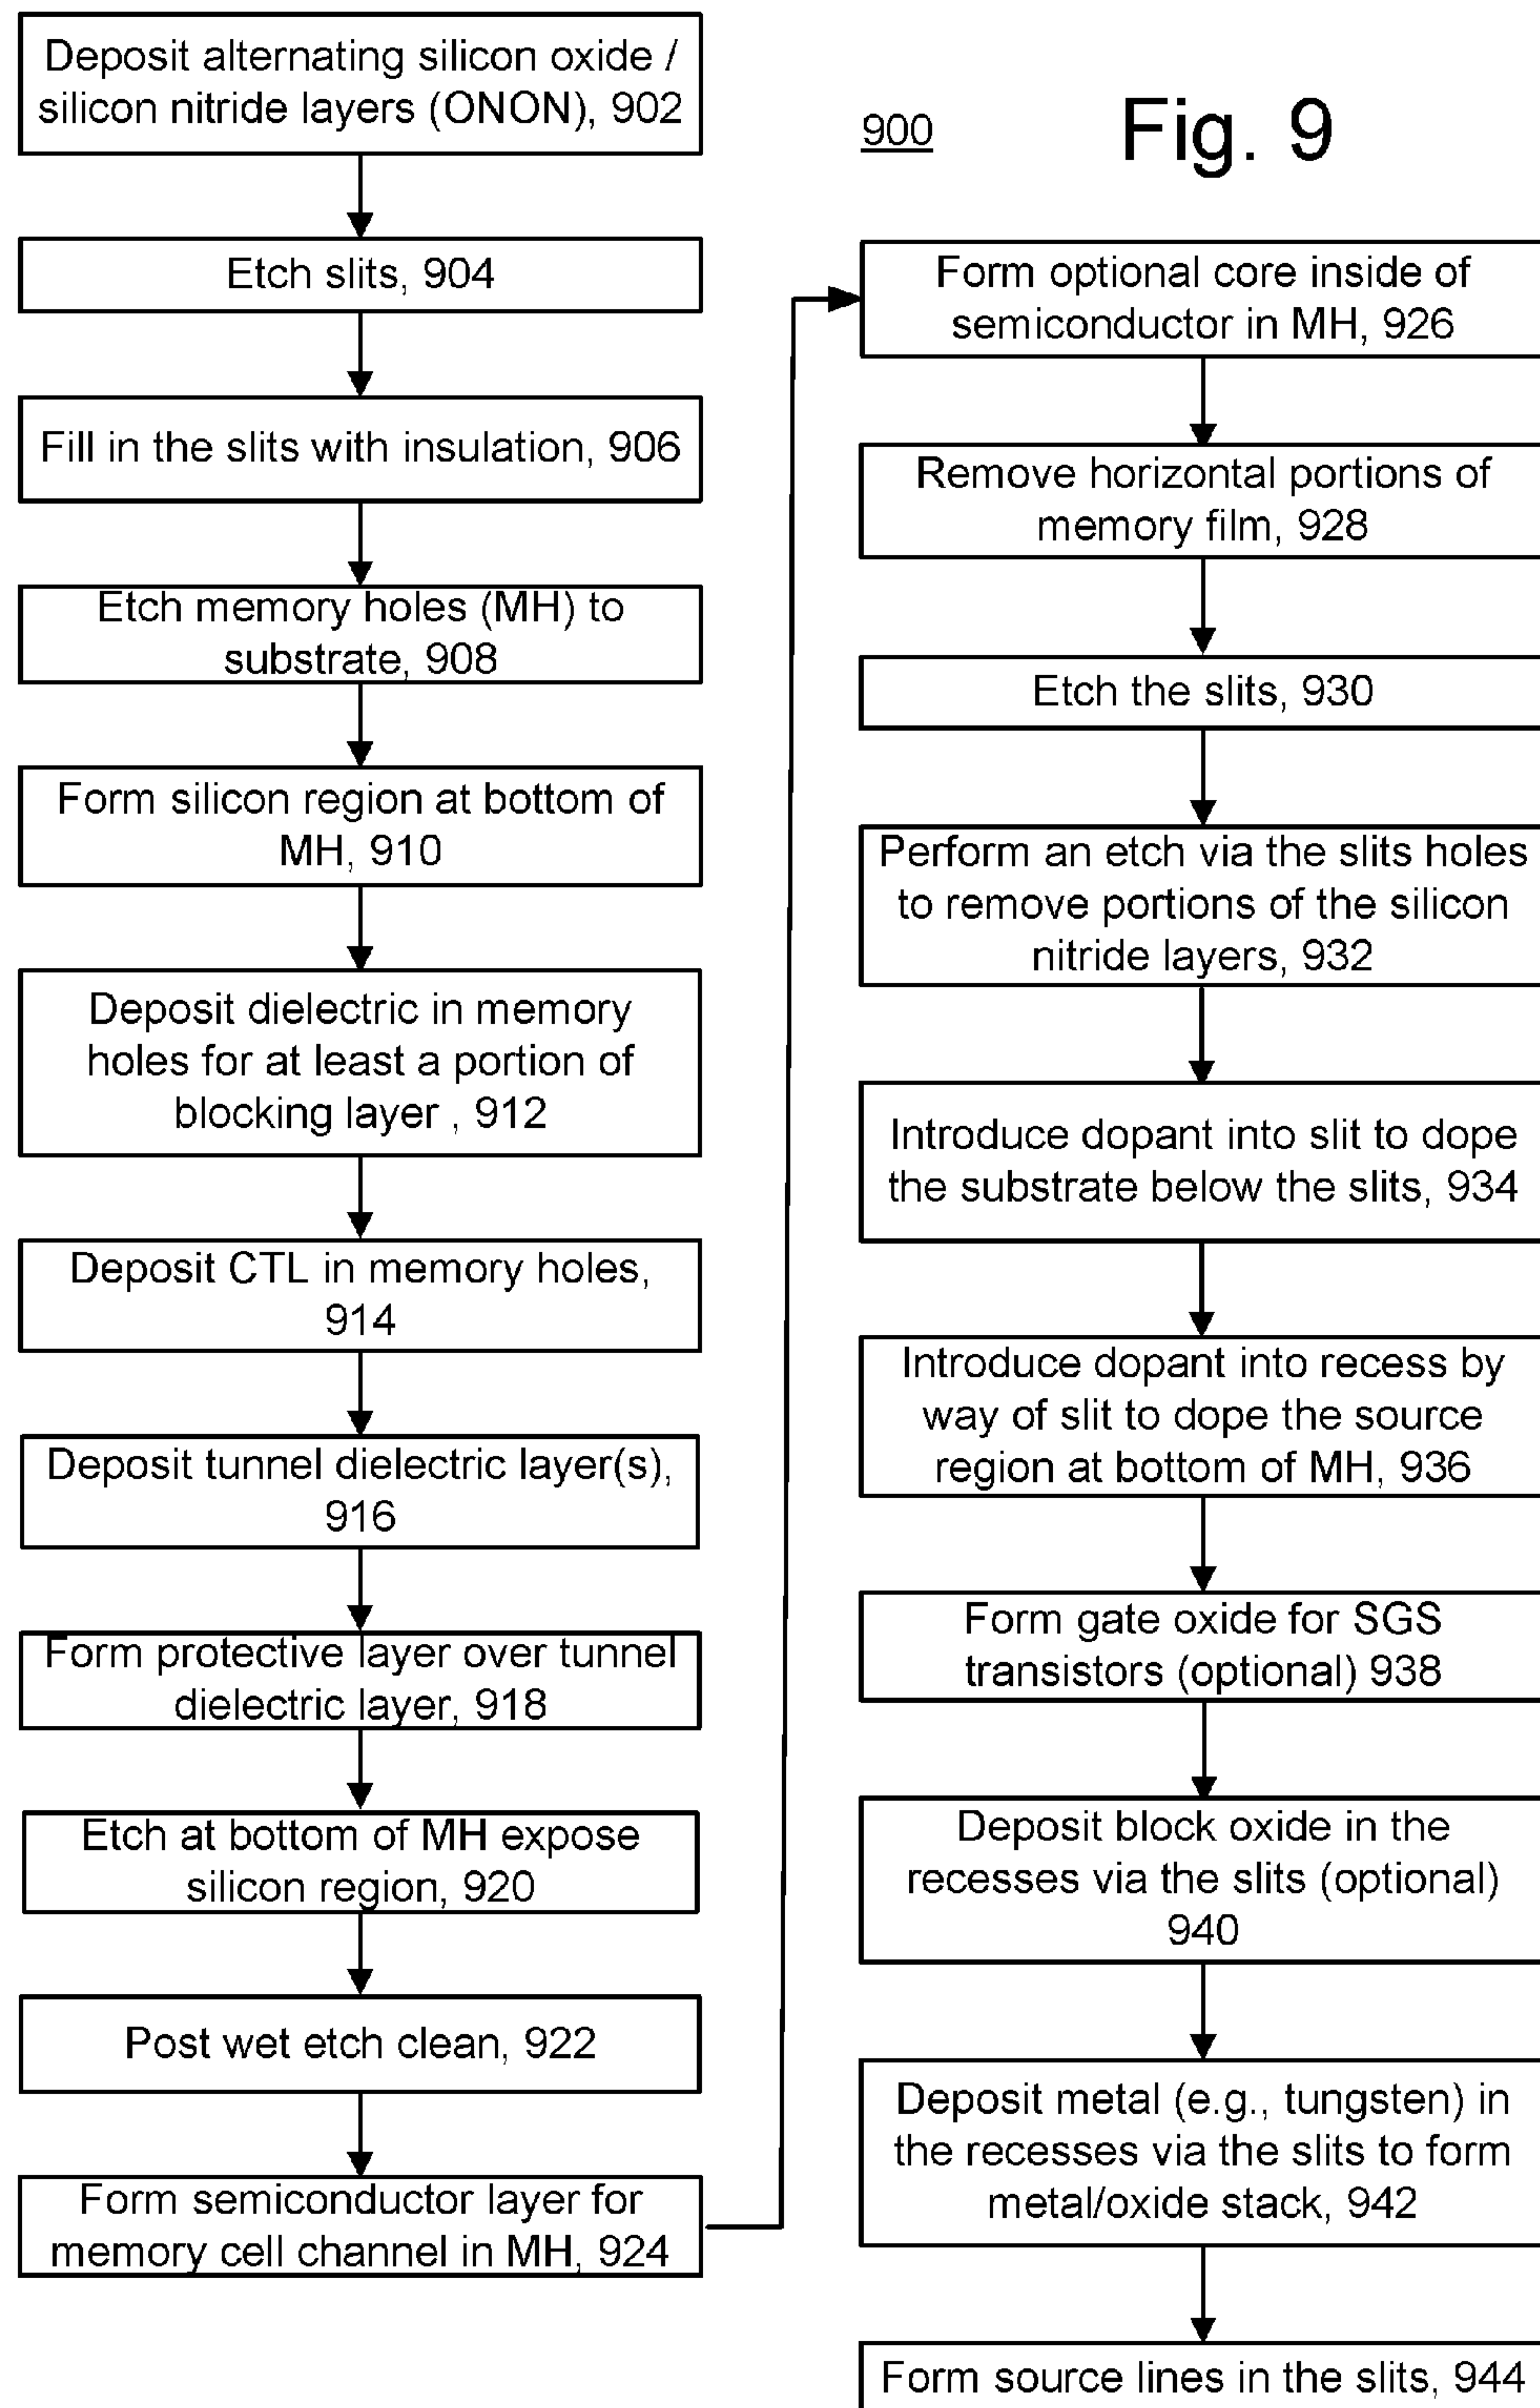 Deposit alternating silicon oxide /
silicon nitride layers (ONON), 902
Etch slits, 904
Fill in the slits with insulation, 906
Etch memory holes (MH) to
substrate, 908
Form silicon region at bottom of
MH, 910
Deposit dielectric in memory
holes for at least a portion of
blocking layer , 912
Deposit CTL in memory holes,
914
Deposit tunnel dielectric layer(s),
916
Form protective layer over tunnel
dielectric layer, 918
Etch at bottom of MH expose
silicon region, 920
Post wet etch clean, 922
Form semiconductor layer for
memory cell channel in MH, 924
900
Fig. 9
Form optional core inside of
semiconductor in MH, 926
Remove horizontal portions of
memory film, 928
Etch the slits, 930
Perform an etch via the slits holes
to remove portions of the silicon
nitride layers, 932
Introduce dopant into slit to dope
the substrate below the slits, 934
Introduce dopant into recess by
way of slit to dope the source
region at bottom of MH, 936
Form gate oxide for SGS
transistors (optional) 938
Deposit block oxide in the
recesses via the slits (optional)
940
Deposit metal (e.g., tungsten) in
the recesses via the slits to form
metal/oxide stack, 942
Form source lines in the slits, 944